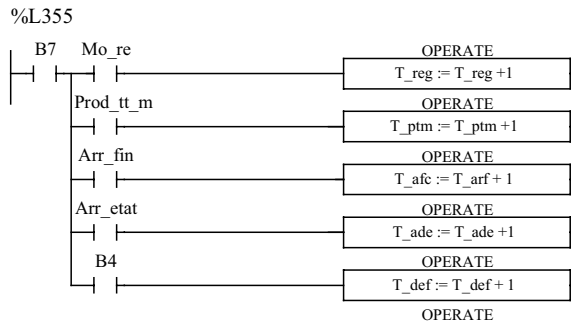 %L355
B7 Mo_re OPERATE
T_reg := T_reg +1
Prod_tt_m OPERATE
T_ptm := T_ptm +1
Arr_fin OPERATE
T_afc := T_arf + 1
Arr_etat OPERATE
T_ade := T_ade +1
B4 OPERATE
T_def := T_def + 1
OPERATE